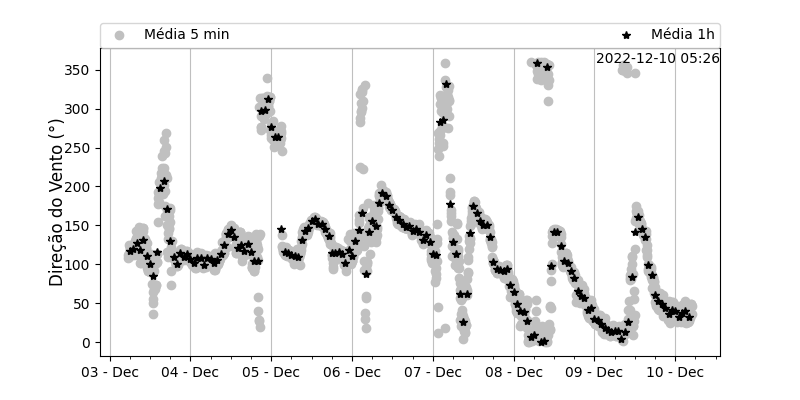 Média 5 min
Média 1h
2022-12-10 05:26
Direção do Vento (°)
350
300
250
200
150
100
50
0
03 - Dec
04 - Dec
05 - Dec
06 - Dec
07 - Dec
08 - Dec
09 - Dec
10 - Dec